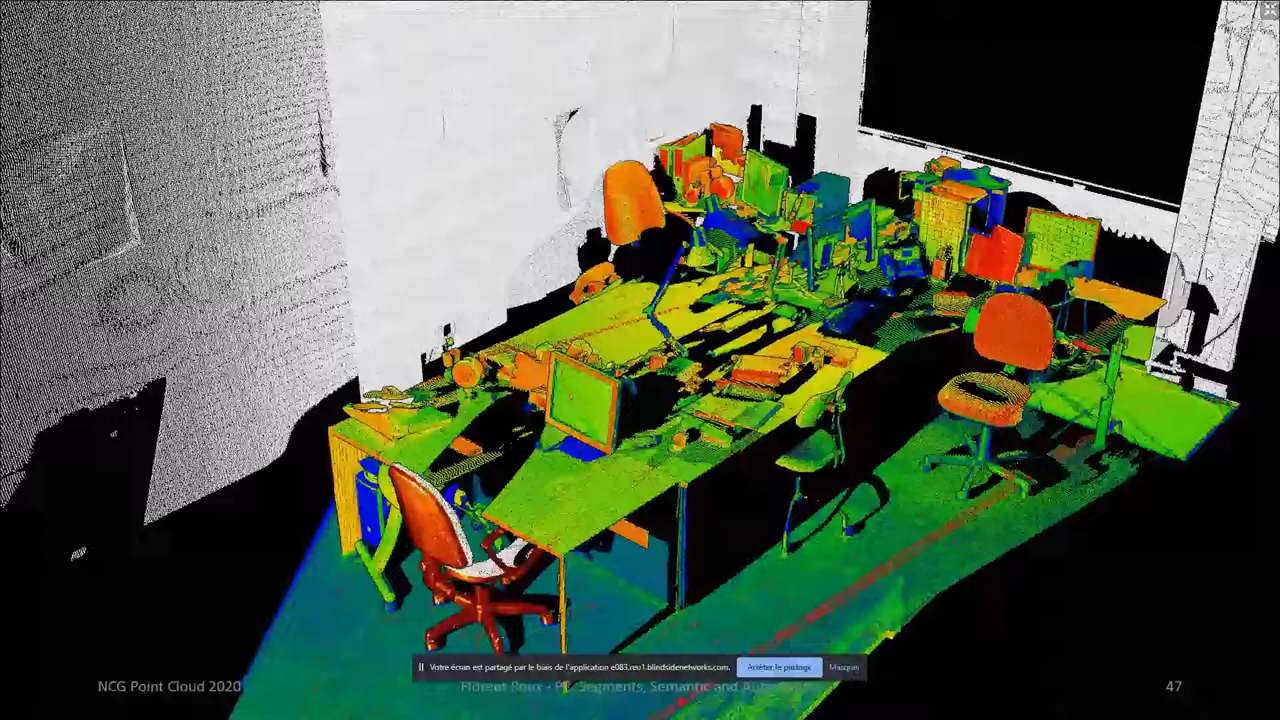 Votre écran est partagé par le biais de l'application e083.reo1.blindsidenetworks.com.
Arrêter le partage
Masquer
NCG Point Cloud 2020
Florent Poux - PC Segments, Semantic and
47